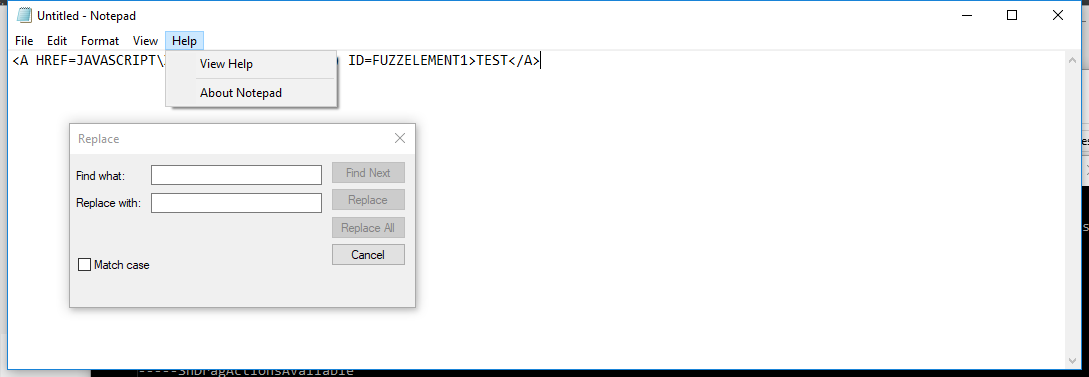 Untitled - Notepad
File Edit Format View Help
<A HREF=JAVASCRIPT\ ID=FUZZELEMENT1>TEST</A>
View Help
About Notepad
Replace
Find what:
Find Next
Replace with:
Replace
Replace All
Cancel
Match case
-----ShDragActionsAvailable